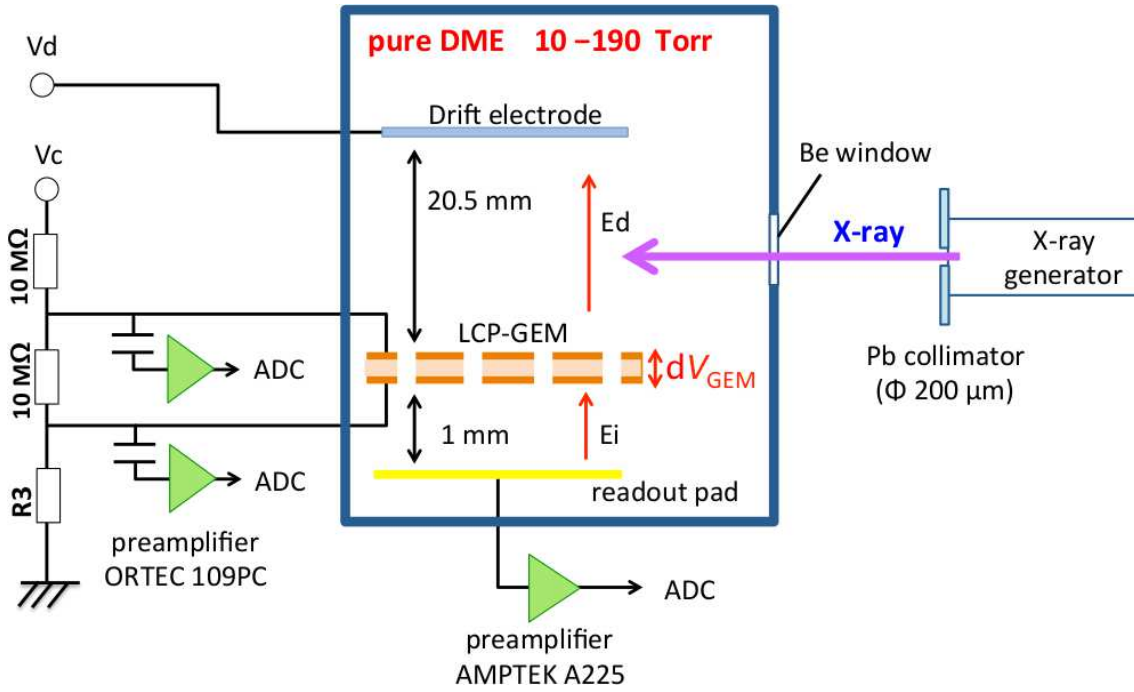 pure DME 10 –190 Torr
Vd
Drift electrode
Vc
Be window
20.5 mm
Ed
X-ray
X-ray
generator
10 MΩ
LCP-GEM
ADC
dVGEM
Pb collimator
(Φ 200 μm)
10 MΩ
1 mm
Ei
ADC
readout pad
R3
preamplifier
ORTEC 109PC
ADC
preamplifier
AMPTEK A225